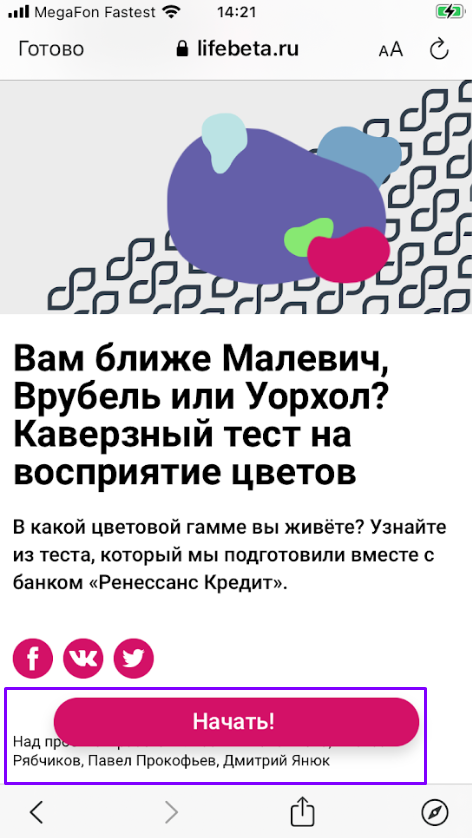 MegaFon Fastest 14:21
Готово lifebeta.ru AA
Вам ближе Малевич,
Врубель или Уорхол?
Каверзный тест на
восприятие цветов
В какой цветовой гамме вы живёте? Узнайте
из теста, который мы подготовили вместе с
банком «Ренессанс Кредит».
Начать!
Над
Рябчиков, Павел Прокофьев, Дмитрий Янюк